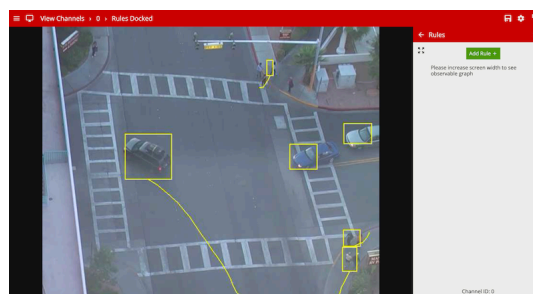 View Channels › 0 › Rules Docked
← Rules
Add Rule +
Please increase screen width to see
observable graph
Channel ID: 0